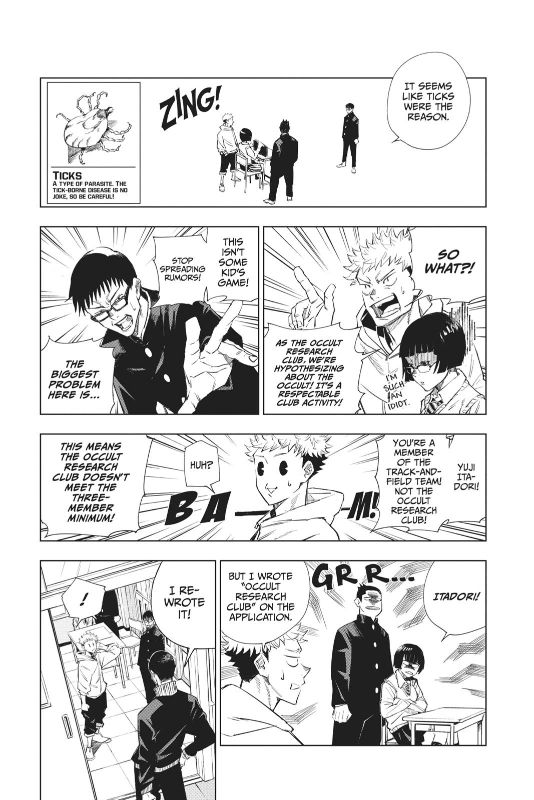 IT SEEMS
LIKE TICKS
WERE THE
REASON.
ZING!
TICKS
A TYPE OF PARASITE. THE
TICK-BORNE DISEASE IS NO
JOKE, SO BE CAREFUL!
SO
WHAT?!
AS THE OCCULT
RESEARCH
CLUB, WE'RE
HYPOTHESIZING
ABOUT THE
OCCULT! IT'S A
RESPECTABLE
CLUB ACTIVITY!
I'M
SUCH
AN
IDIOT.
THIS
ISN'T
SOME
KID'S
GAME!
STOP
SPREADING
RUMORS!
THE
BIGGEST
PROBLEM
HERE IS...
YUJI
ITA-
DORI!
YOU'RE A
MEMBER
OF THE
TRACK-AND-
FIELD TEAM!
NOT THE
OCCULT
RESEARCH
CLUB!
BA—M!
HUH?
THIS MEANS
THE OCCULT
RESEARCH
CLUB DOESN'T
MEET THE
THREE-
MEMBER
MINIMUM!
ITADORI!
GRR...
BUT I WROTE
"OCCULT
RESEARCH
CLUB" ON THE
APPLICATION.
I RE-
WROTE
IT!
!